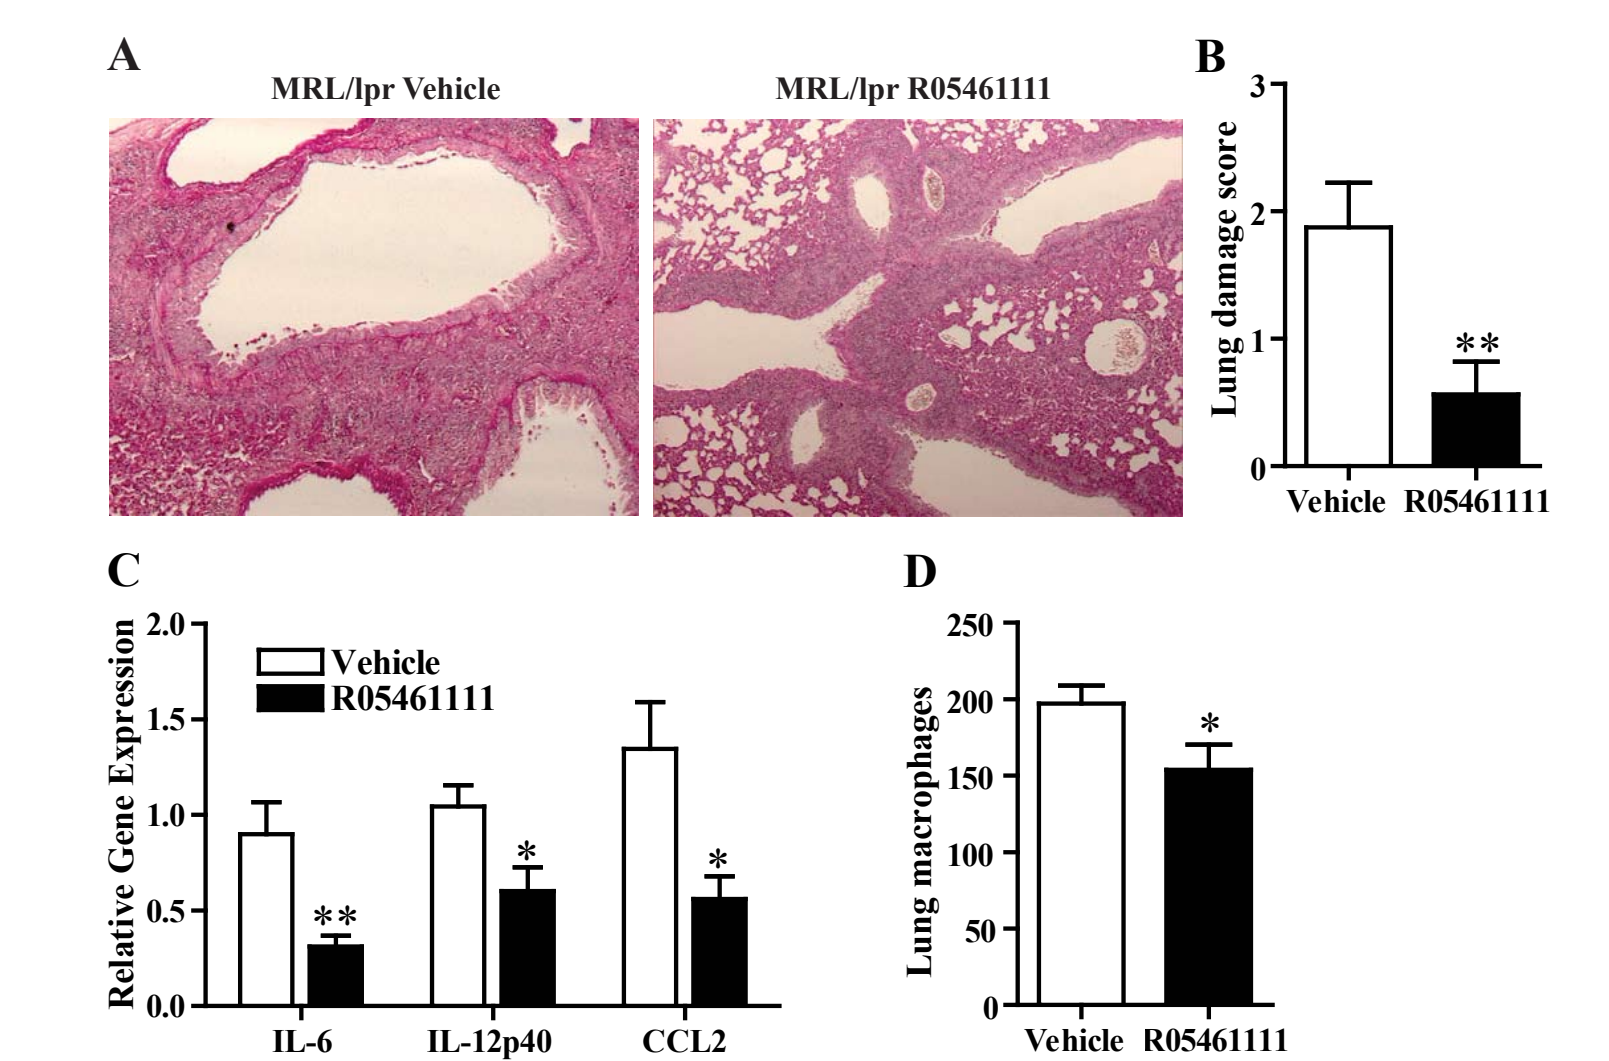 A
MRL/lpr Vehicle
MRL/lpr R05461111
B
Lung damage score
3
2
1
0
**
Vehicle
R05461111
C
Relative Gene Expression
2.0
1.5
1.0
0.5
0.0
Vehicle
R05461111
**
*
*
IL-6
IL-12p40
CCL2
D
Lung macrophages
250
200
150
100
50
0
*
Vehicle
R05461111